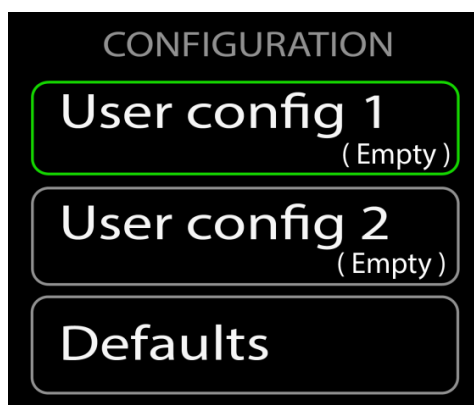 CONFIGURATION
User config 1
( Empty )
User config 2
( Empty )
Defaults